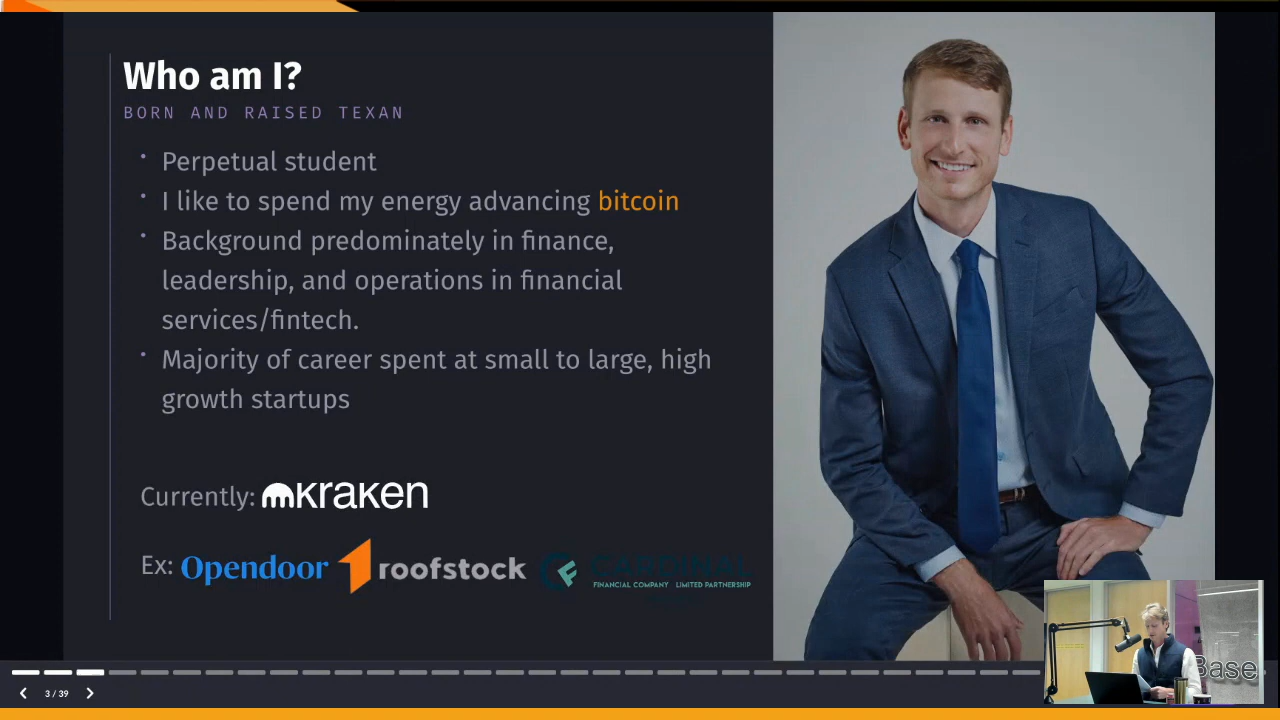 Who am I?
BORN AND RAISED TEXAN
Perpetual student
I like to spend my energy advancing bitcoin
Background predominately in finance,
leadership, and operations in financial
services/fintech.
Majority of career spent at small to large, high
growth startups
Currently: kraken
Ex: Opendoor roofstock CARDINAL
FINANCIAL COMPANY LIMITED PARTNERSHIP
Base
3 / 39